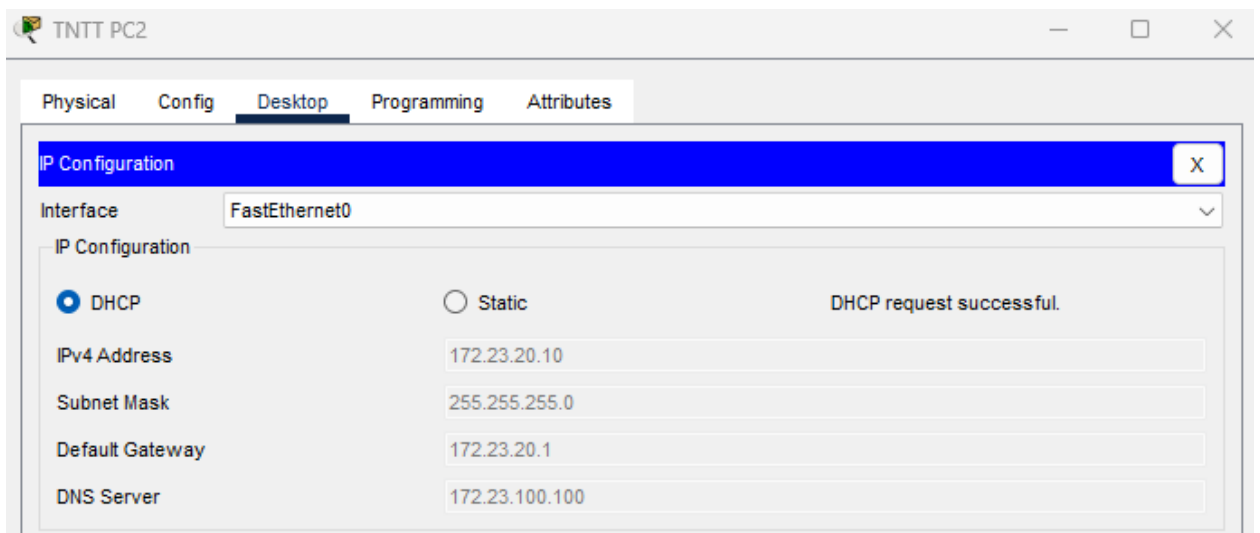 TNTT PC2
Physical Config Desktop Programming Attributes
IP Configuration X
Interface FastEthernet0
IP Configuration
DHCP Static DHCP request successful.
IPv4 Address 172.23.20.10
Subnet Mask 255.255.255.0
Default Gateway 172.23.20.1
DNS Server 172.23.100.100